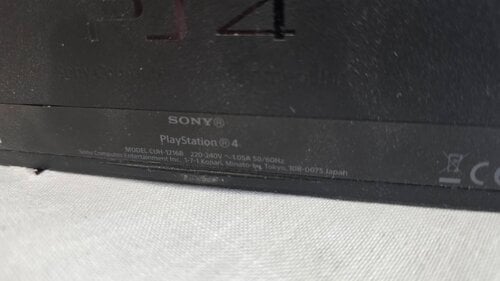 PS4
SONY®
PlayStation®4
MODEL CUH-1216B 220-240V ~ 1.05A 50/60Hz
Sony Computer Entertainment Inc. 1-7-1 Konan, Minato-ku, Tokyo, 108-0075 Japan